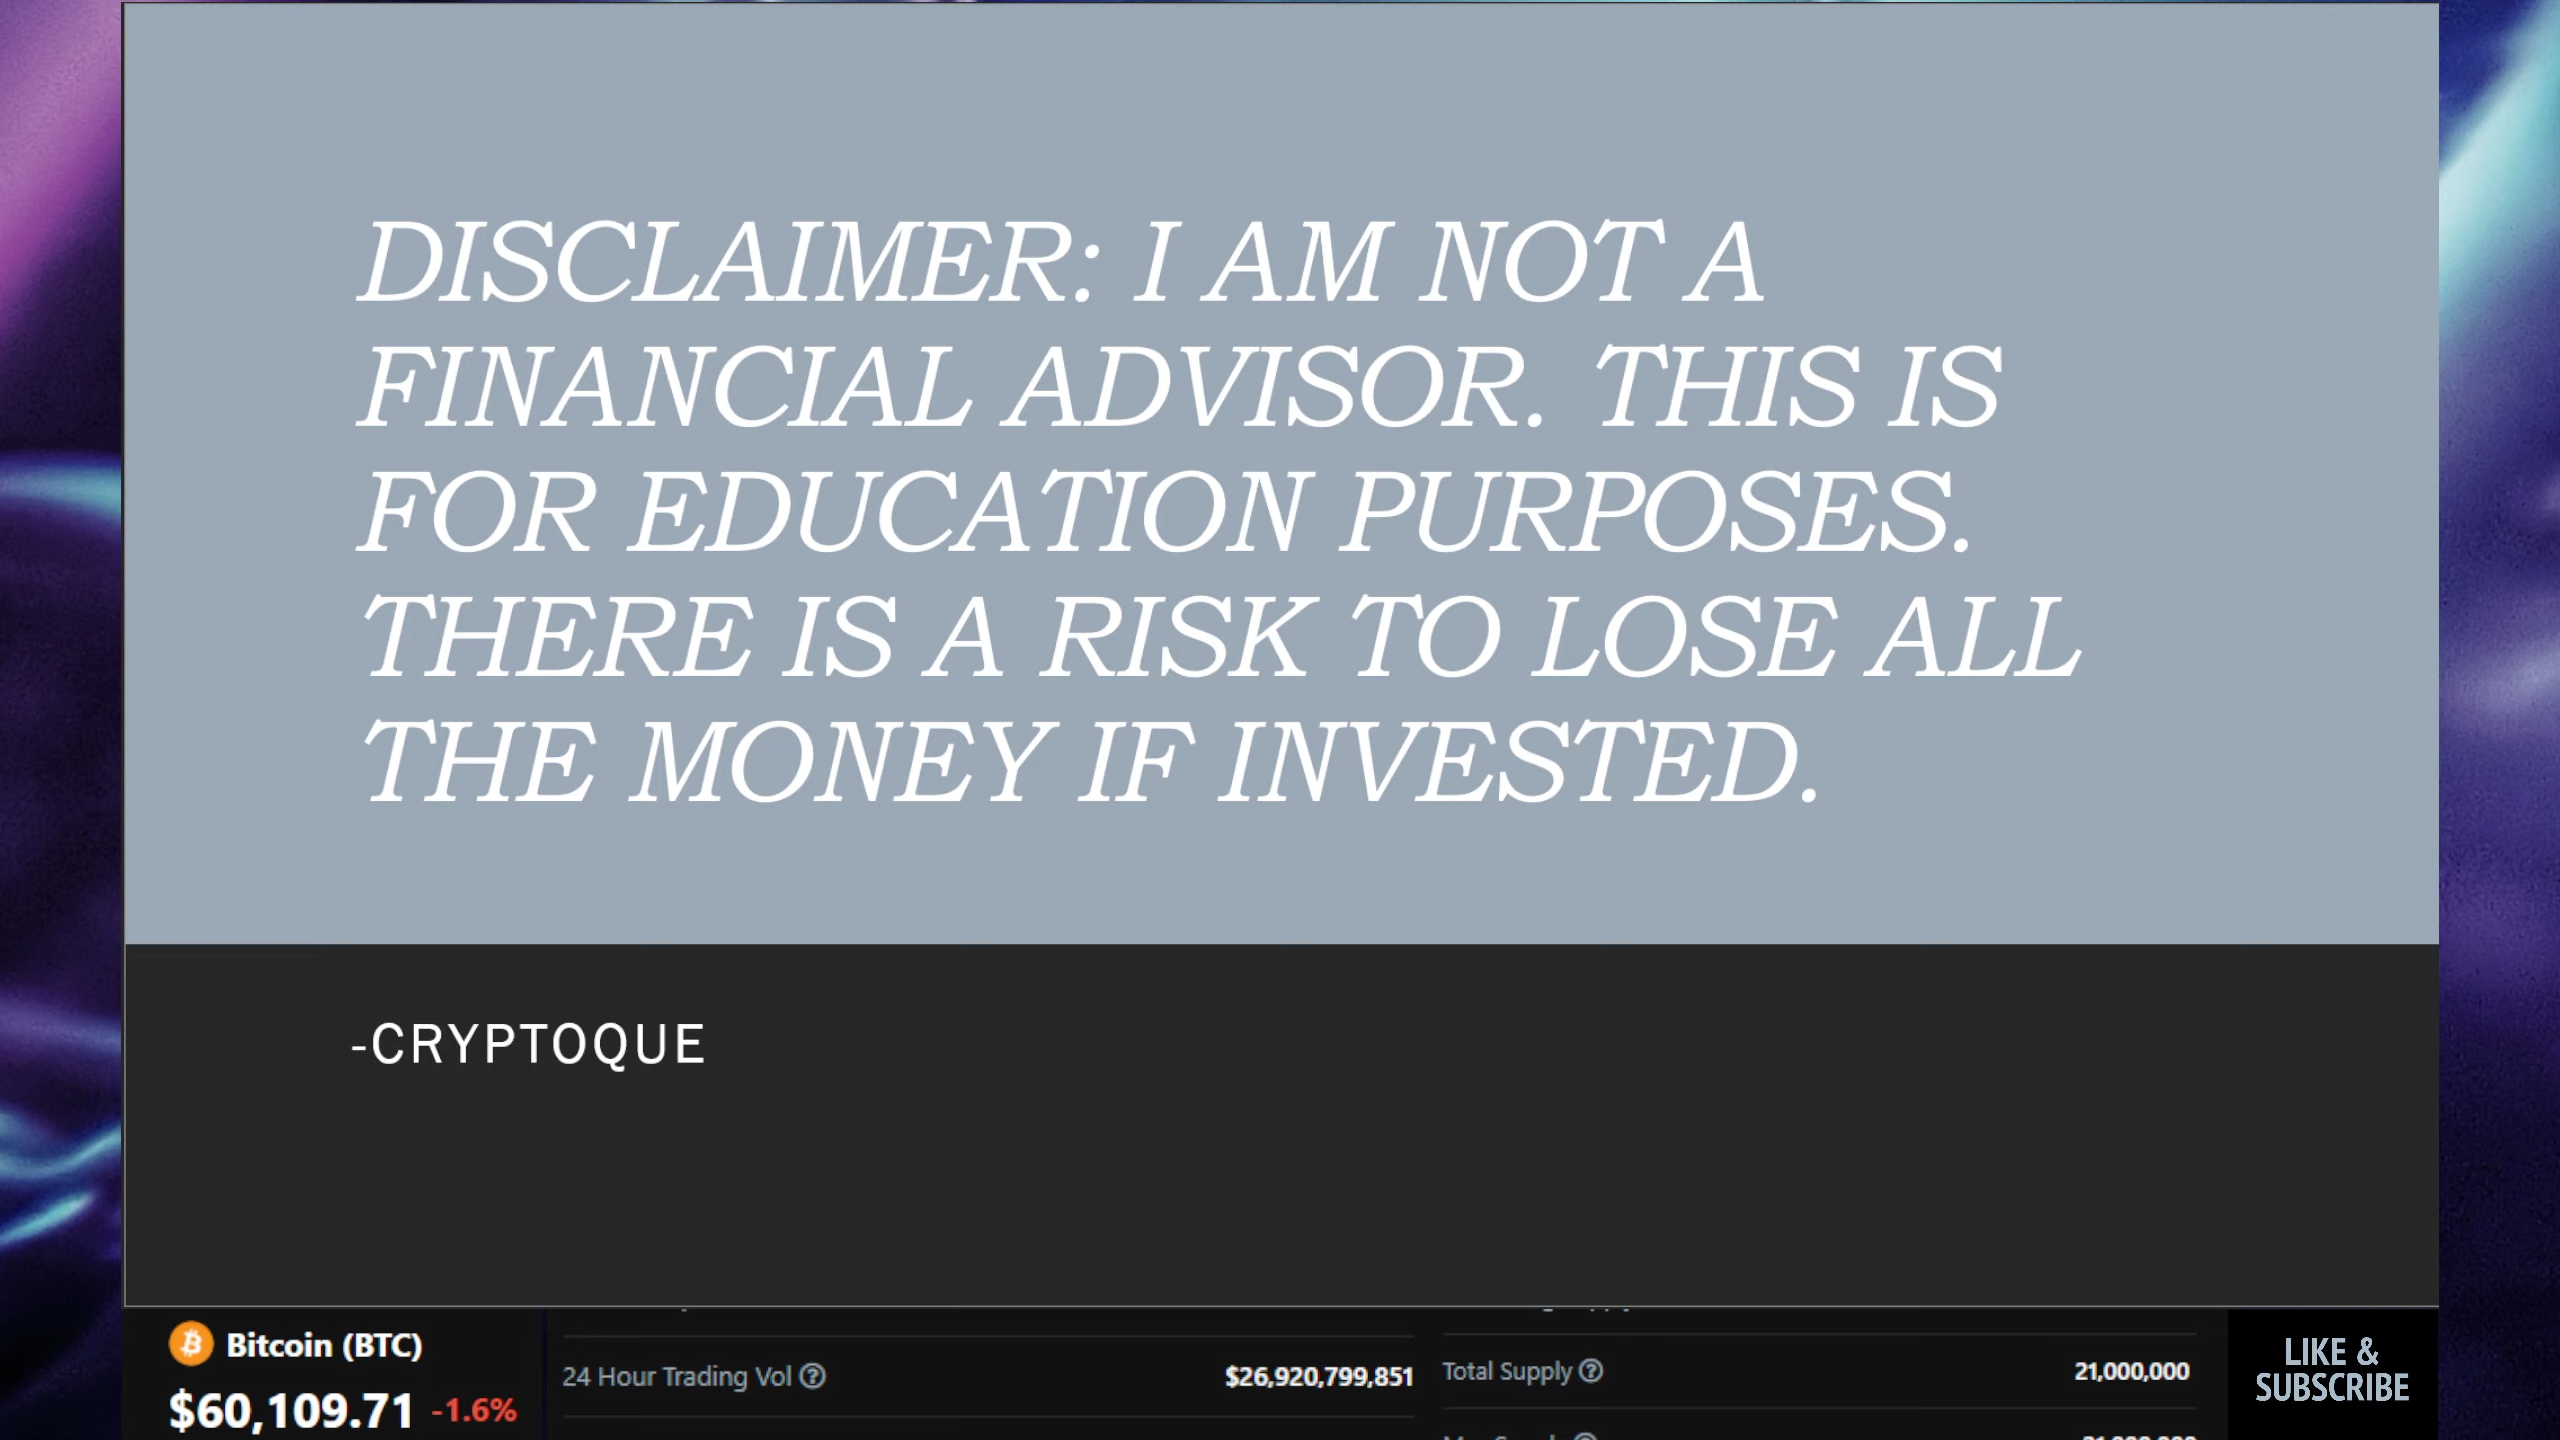 DISCLAIMER: I AM NOT A
FINANCIAL ADVISOR. THIS IS
FOR EDUCATION PURPOSES.
THERE IS A RISK TO LOSE ALL
THE MONEY IF INVESTED.
-CRYPTOQUE
Bitcoin (BTC)
$60,109.71 -1.6%
24 Hour Trading Vol $26,920,799,851
Total Supply 21,000,000
LIKE &
SUBSCRIBE